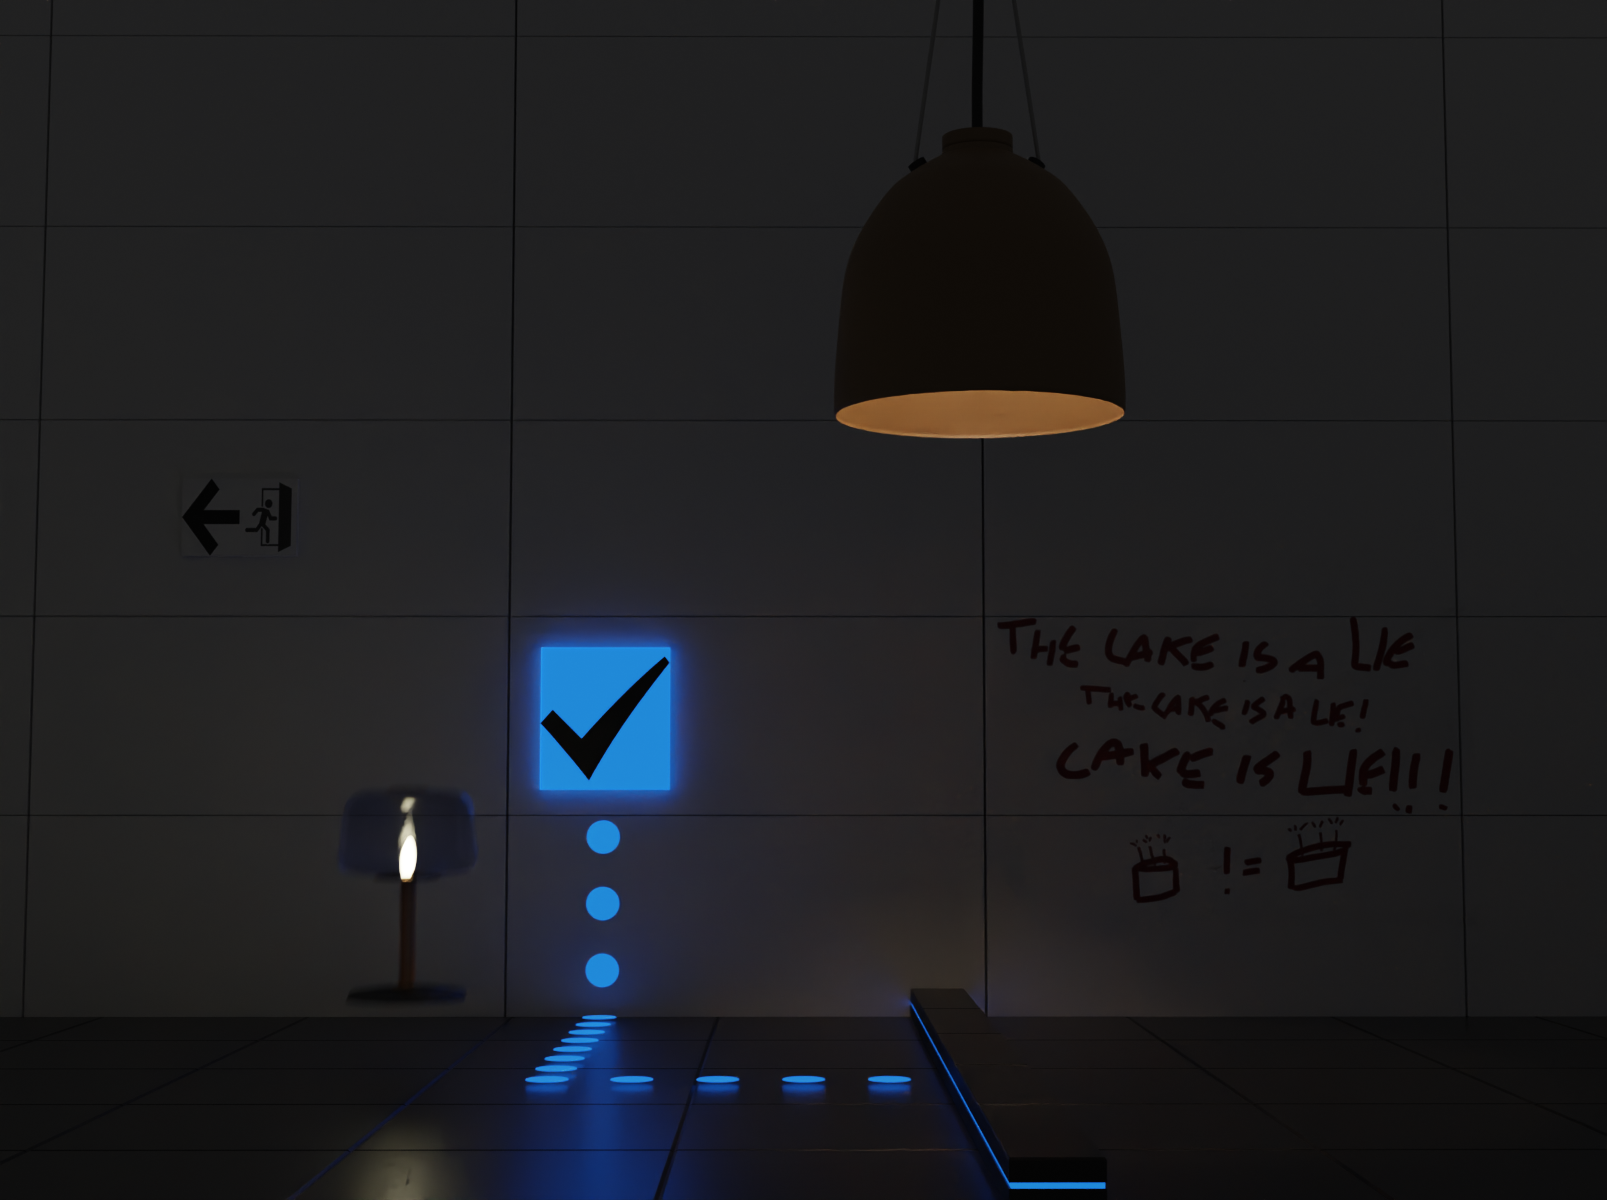 THE CAKE IS A LIE
THE CAKE IS A LIE!
CAKE IS LIE!!!
!=